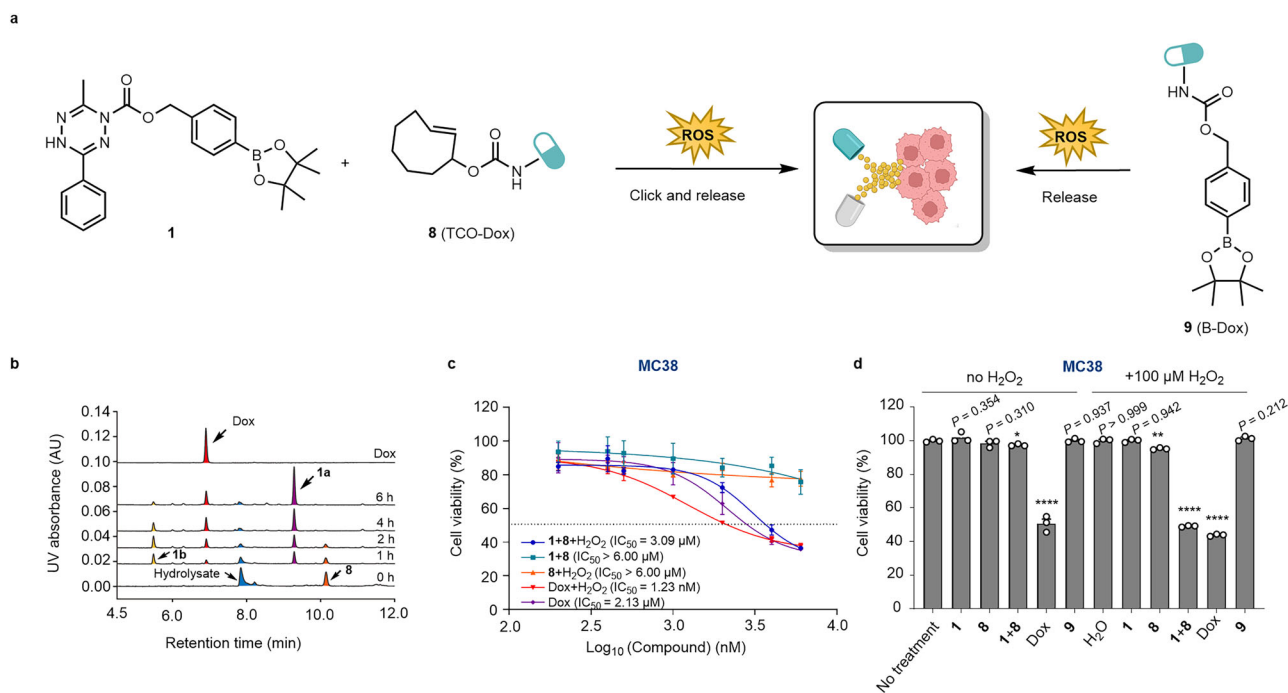 a
N
N
N
HN
O
O
B
O
O
1
+
O
O
N
H
8 (TCO-Dox)
ROS
Click and release
ROS
Release
NH
O
O
B
O
O
9 (B-Dox)
b
UV absorbance (AU)
0.14
0.12
0.10
0.08
0.06
0.04
0.02
0.00
Dox
Dox
1a
6 h
4 h
2 h
1b
1 h
Hydrolysate
8
0 h
4.5 6.0 8.0 10.0 12.0
Retention time (min)
c
MC38
Cell viability (%)
120
100
80
60
40
20
0
1+8+H₂O₂ (IC₅₀ = 3.09 µM)
1+8 (IC₅₀ > 6.00 µM)
8+H₂O₂ (IC₅₀ > 6.00 µM)
Dox+H₂O₂ (IC₅₀ = 1.23 nM)
Dox (IC₅₀ = 2.13 µM)
2.0 2.5 3.0 3.5 4.0
Log₁₀ (Compound) (nM)
d
MC38
no H₂O₂
+100 µM H₂O₂
Cell viability (%)
120
100
80
60
40
20
0
P = 0.354
P = 0.310
*
****
P = 0.937
P > 0.999
P = 0.942
**
****
****
P = 0.212
No treatment
1
8
1+8
Dox
9
H₂O
1
8
1+8
Dox
9